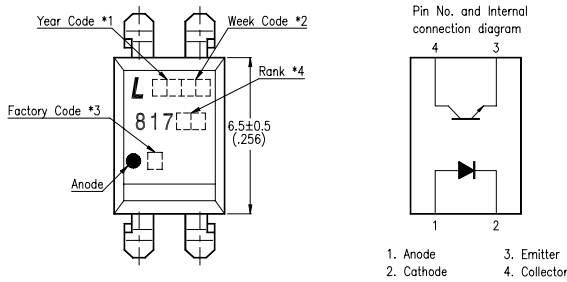 Year Code *1
Week Code *2
L
Rank *4
Factory Code *3
817
6.5±0.5
(.256)
Anode
Pin No. and Internal
connection diagram
4 3
1 2
1. Anode 3. Emitter
2. Cathode 4. Collector